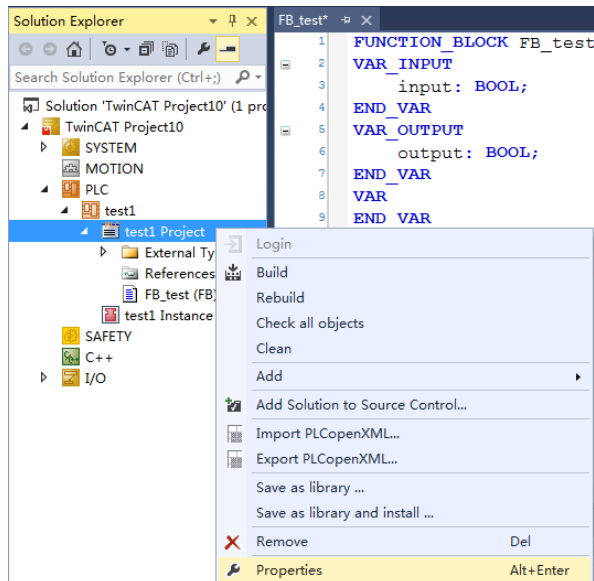 Solution Explorer
Search Solution Explorer (Ctrl+;)
Solution 'TwinCAT Project10' (1 pro
TwinCAT Project10
SYSTEM
MOTION
PLC
test1
test1 Project
External Ty
References
FB_test (FB)
test1 Instance
SAFETY
C++
I/O
FB_test*
1 FUNCTION_BLOCK FB_test
2 VAR_INPUT
3 input: BOOL;
4 END_VAR
5 VAR_OUTPUT
6 output: BOOL;
7 END_VAR
8 VAR
9 END_VAR
Login
Build
Rebuild
Check all objects
Clean
Add
Add Solution to Source Control...
Import PLCopenXML...
Export PLCopenXML...
Save as library ...
Save as library and install ...
Remove Del
Properties Alt+Enter